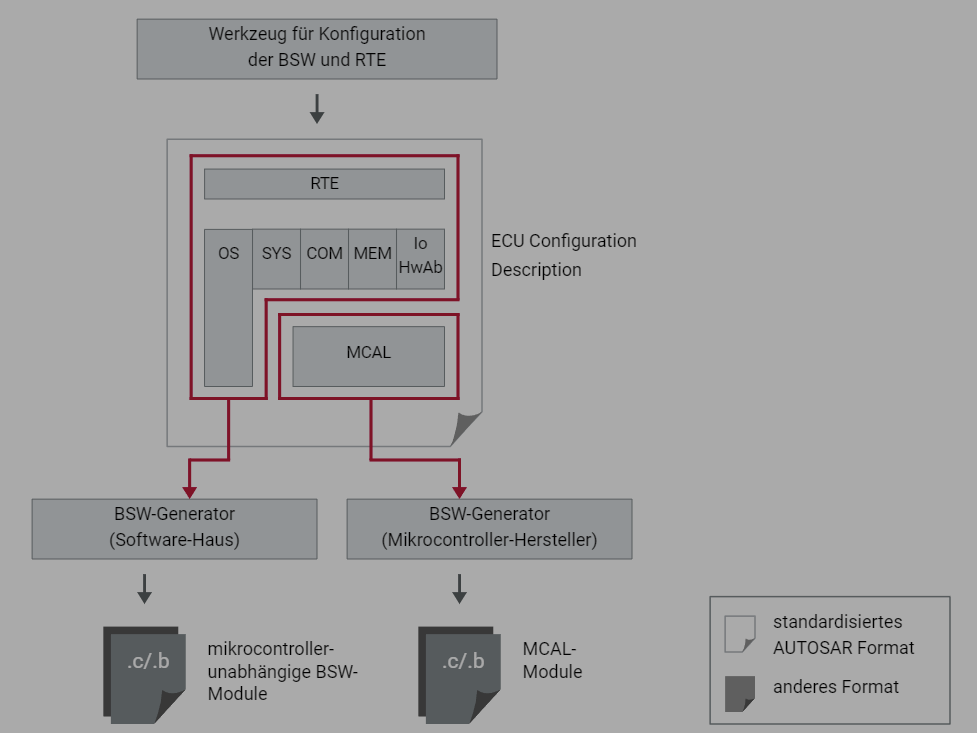 Werkzeug für Konfiguration
der BSW und RTE
RTE
OS
SYS
COM
MEM
Io
HwAb
MCAL
ECU Configuration
Description
BSW-Generator
(Software-Haus)
BSW-Generator
(Mikrocontroller-Hersteller)
.c/.b
mikrocontroller-
unabhängige BSW-
Module
.c/.b
MCAL-
Module
standardisiertes
AUTOSAR Format
anderes Format